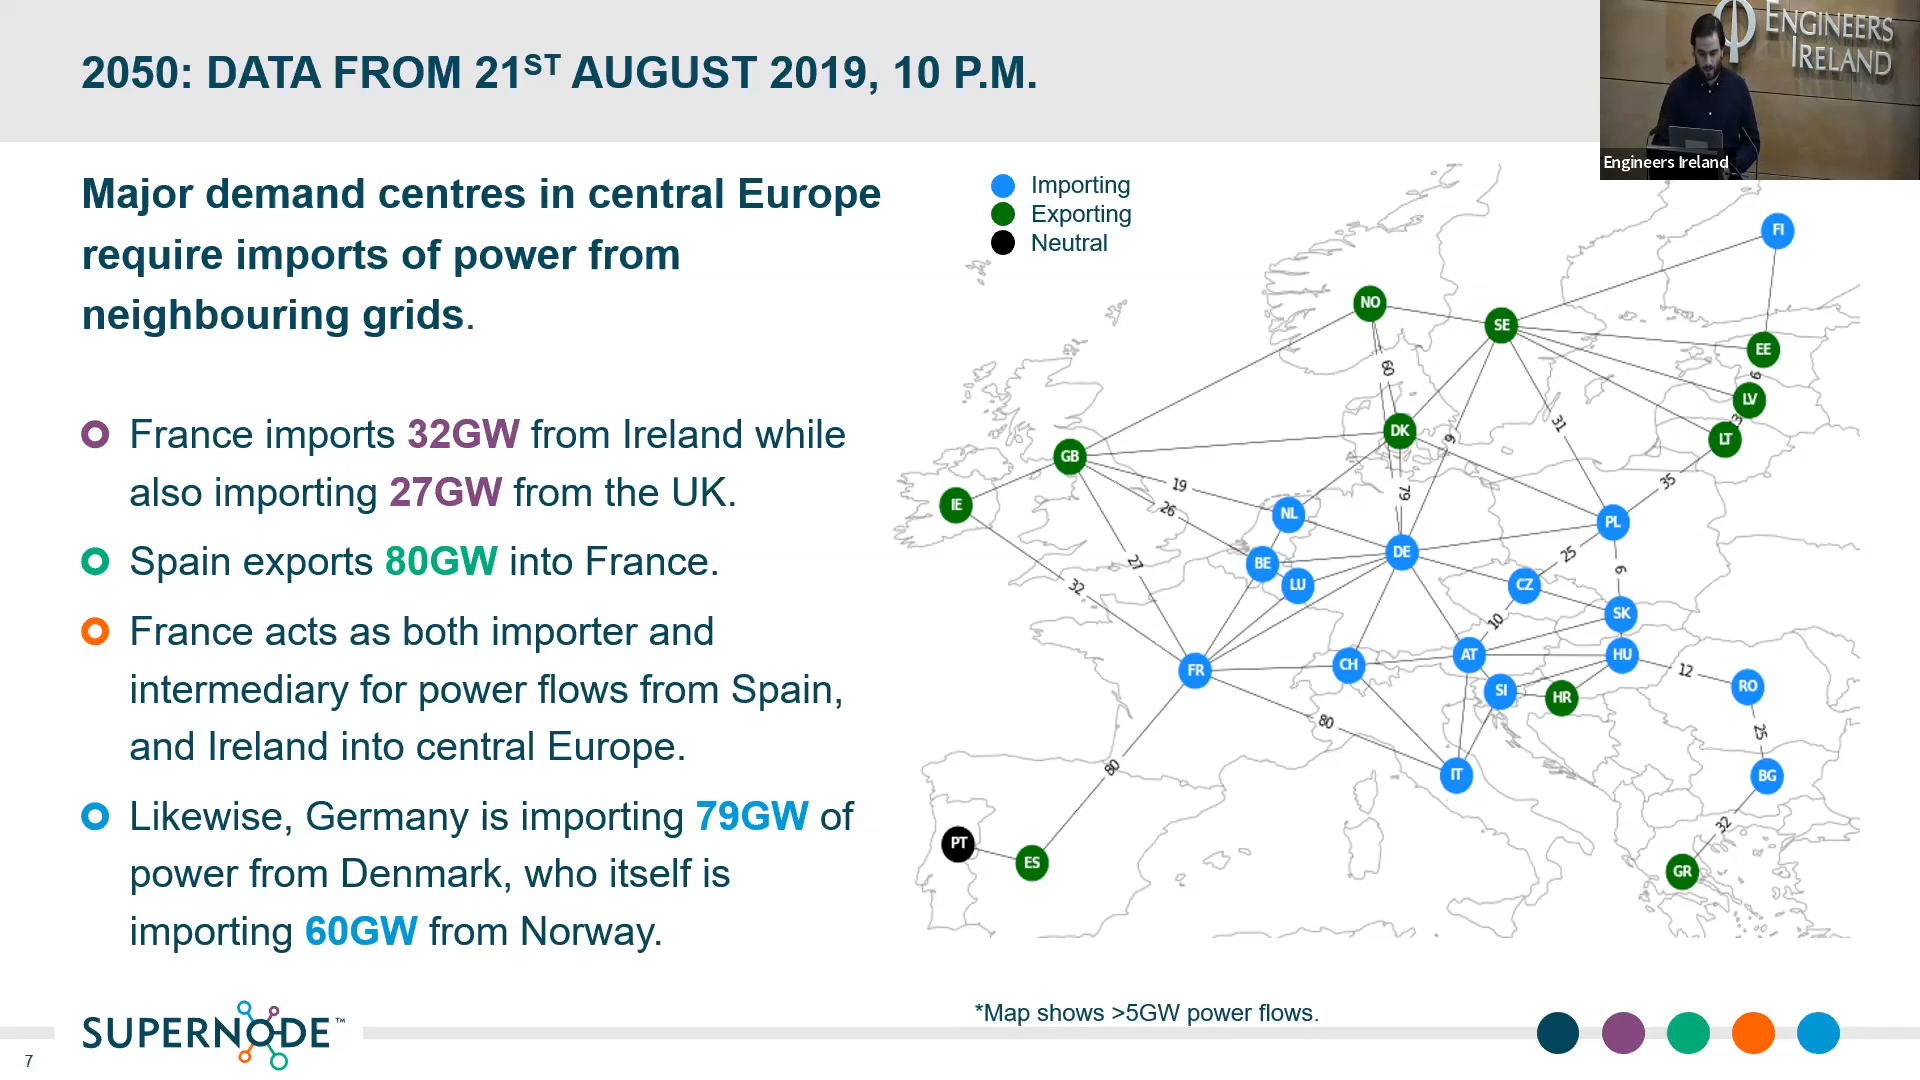 2050: DATA FROM 21ST AUGUST 2019, 10 P.M.
ENGINEERS
IRELAND
Engineers Ireland
Major demand centres in central Europe
require imports of power from
neighbouring grids.
France imports 32GW from Ireland while
also importing 27GW from the UK.
Spain exports 80GW into France.
France acts as both importer and
intermediary for power flows from Spain,
and Ireland into central Europe.
Likewise, Germany is importing 79GW of
power from Denmark, who itself is
importing 60GW from Norway.
Importing
Exporting
Neutral
FI
NO
SE
EE
60
6
LV
3
DK
9
31
LT
GB
19
79
35
IE
26
NL
PL
27
BE
DE
25
6
32
LU
CZ
10
SK
FR
CH
AT
HU
12
SI
HR
RO
80
25
80
IT
BG
32
PT
ES
GR
*Map shows >5GW power flows.
SUPERNODE™
7